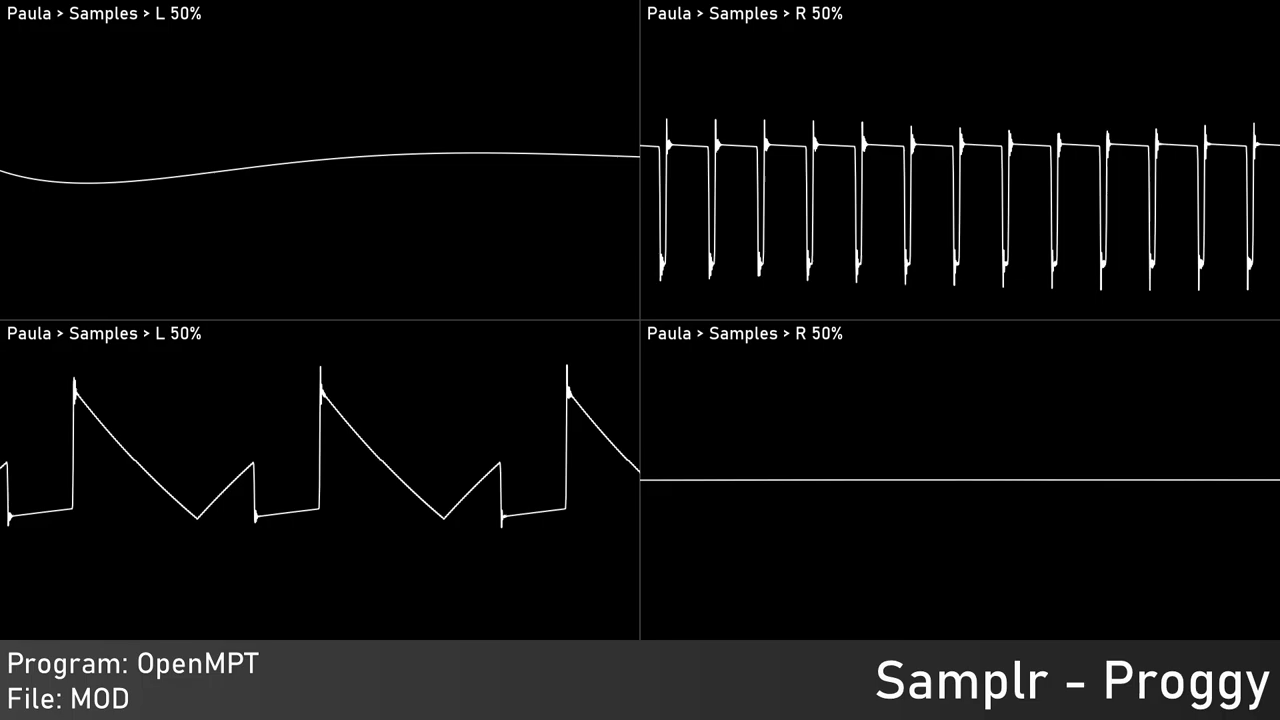 Paula > Samples > L 50%
Paula > Samples > R 50%
Paula > Samples > L 50%
Paula > Samples > R 50%
Program: OpenMPT
File: MOD
Samplr - Proggy